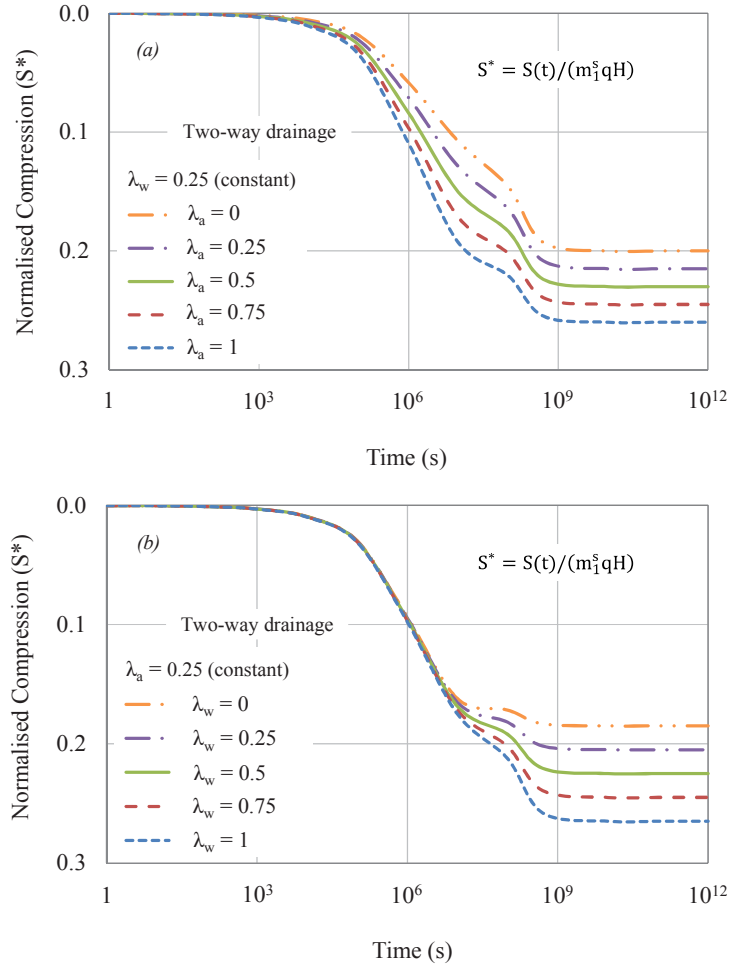 0.0
0.1
0.2
0.3
Normalised Compression (S*)
(a)
S* = S(t)/(m₁ˢqH)
Two-way drainage
λw = 0.25 (constant)
λa = 0
λa = 0.25
λa = 0.5
λa = 0.75
λa = 1
1 10³ 10⁶ 10⁹ 10¹²
Time (s)
0.0
0.1
0.2
0.3
Normalised Compression (S*)
(b)
S* = S(t)/(m₁ˢqH)
Two-way drainage
λa = 0.25 (constant)
λw = 0
λw = 0.25
λw = 0.5
λw = 0.75
λw = 1
1 10³ 10⁶ 10⁹ 10¹²
Time (s)